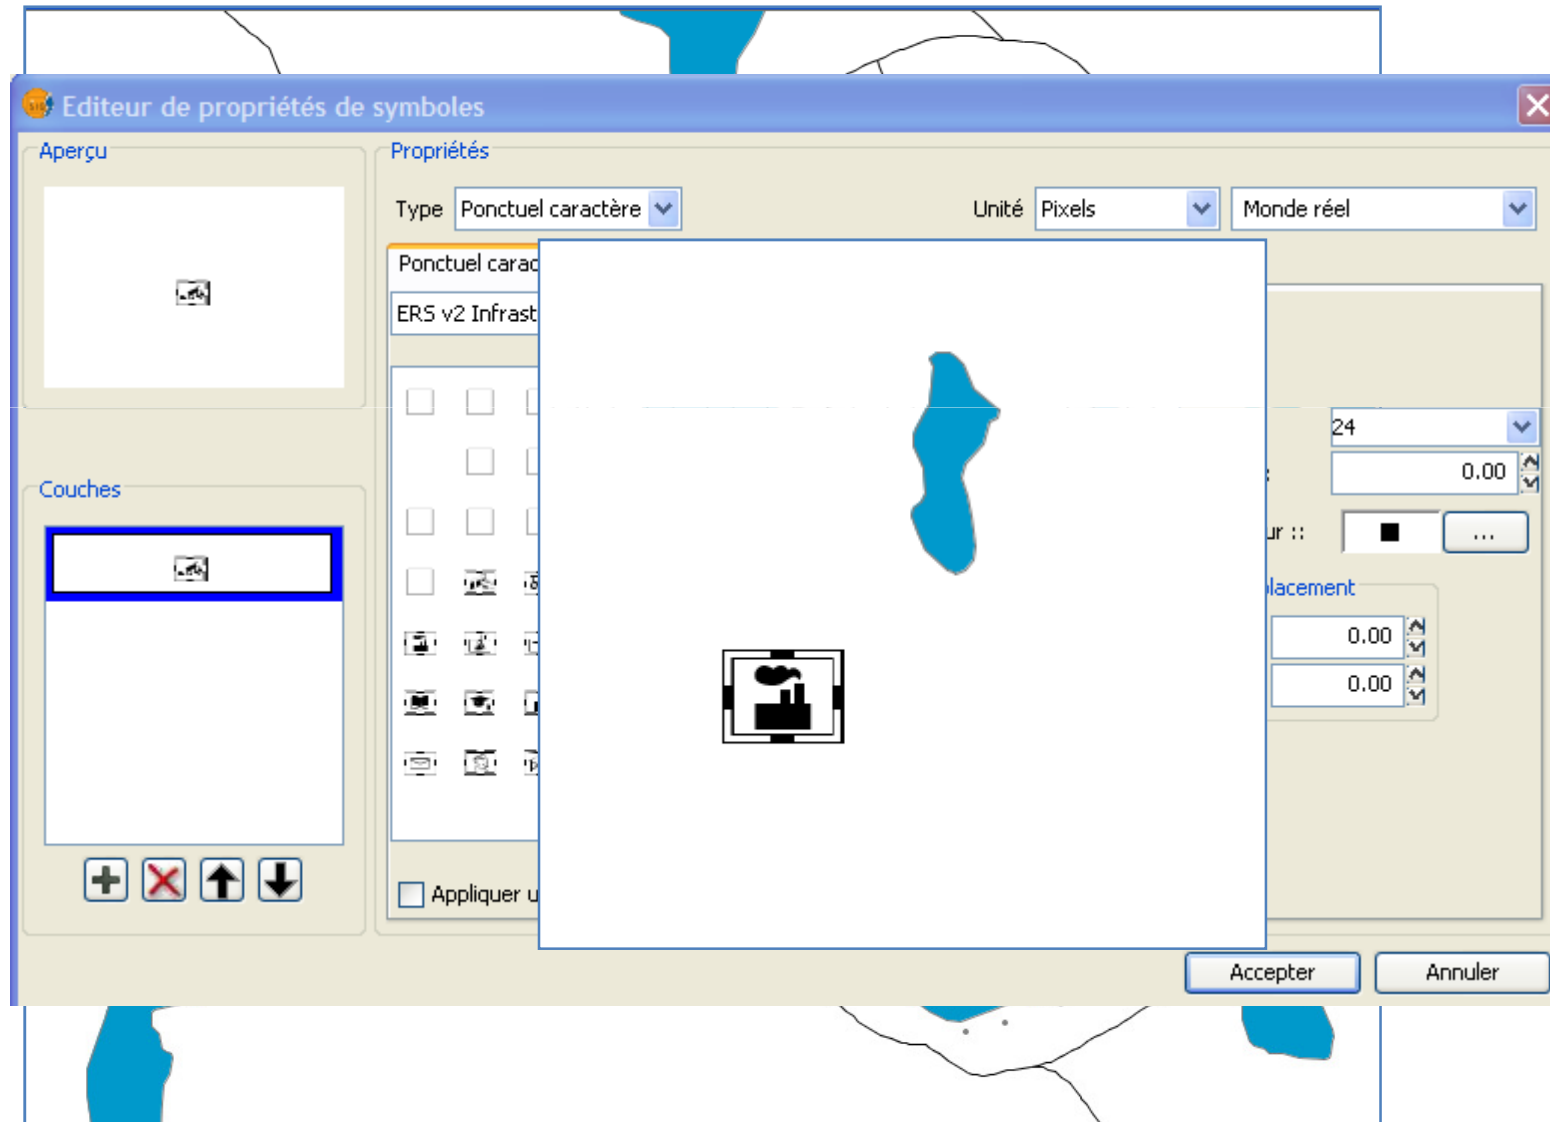 Editeur de propriétés de symboles
Aperçu
Propriétés
Type Ponctuel caractère
Unité Pixels Monde réel
Ponctuel carac
ERS v2 Infrast
24
0.00
Couches
ur ::
...
lacement
0.00
0.00
Appliquer u
Accepter Annuler